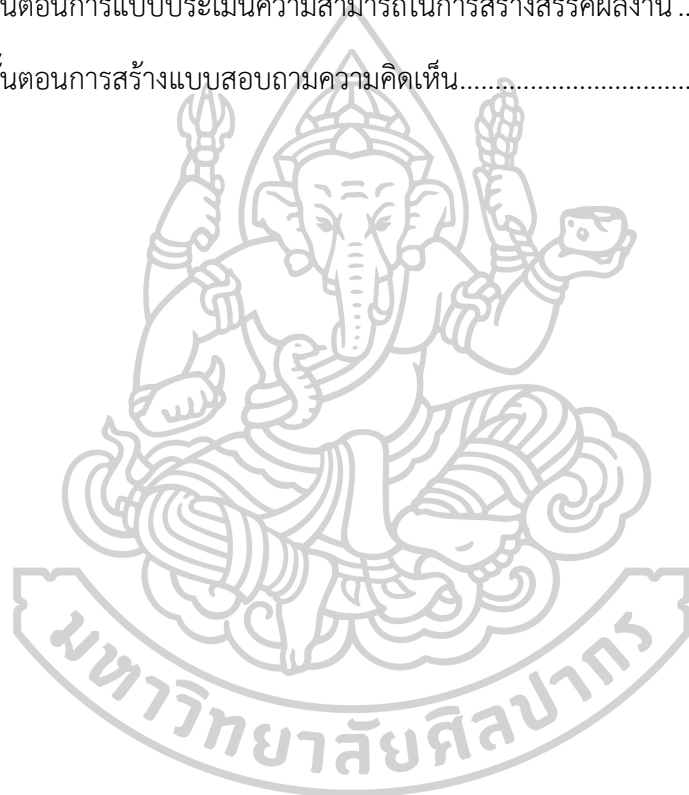 นตอนการแบบประเมินความสามารถในการสร้างสรรค์ผลงาน ..
ั้นตอนการสร้างแบบสอบถามความคิดเห็น................................
มหาวิทยาลัยศิลปากร